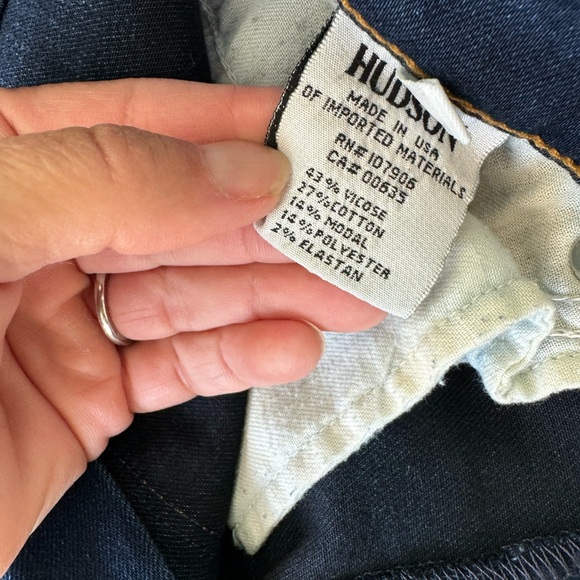 HUDSON
MADE IN USA
OF IMPORTED MATERIALS
RN# 107906
CA# 00635
43% VICOSE
27% COTTON
14% MODAL
14% POLYESTER
2% ELASTAN